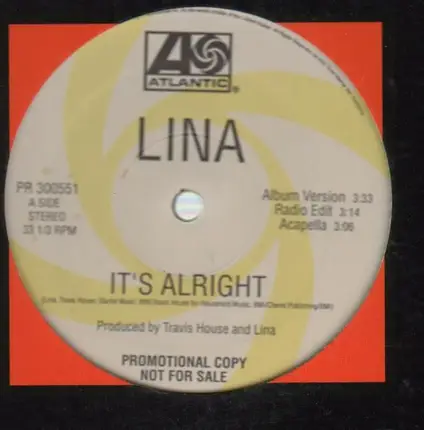 ATLANTIC®
LINA
PR 300551
A SIDE
STEREO
33 1/3 RPM
Album Version 3:33
Radio Edit 3:14
Acapella 3:06
IT'S ALRIGHT
Produced by Travis House and Lina
PROMOTIONAL COPY
NOT FOR SALE